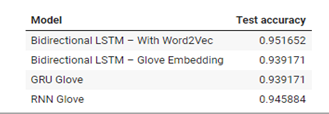 Model Test accuracy
Bidirectional LSTM – With Word2Vec 0.951652
Bidirectional LSTM – Glove Embedding 0.939171
GRU Glove 0.939171
RNN Glove 0.945884